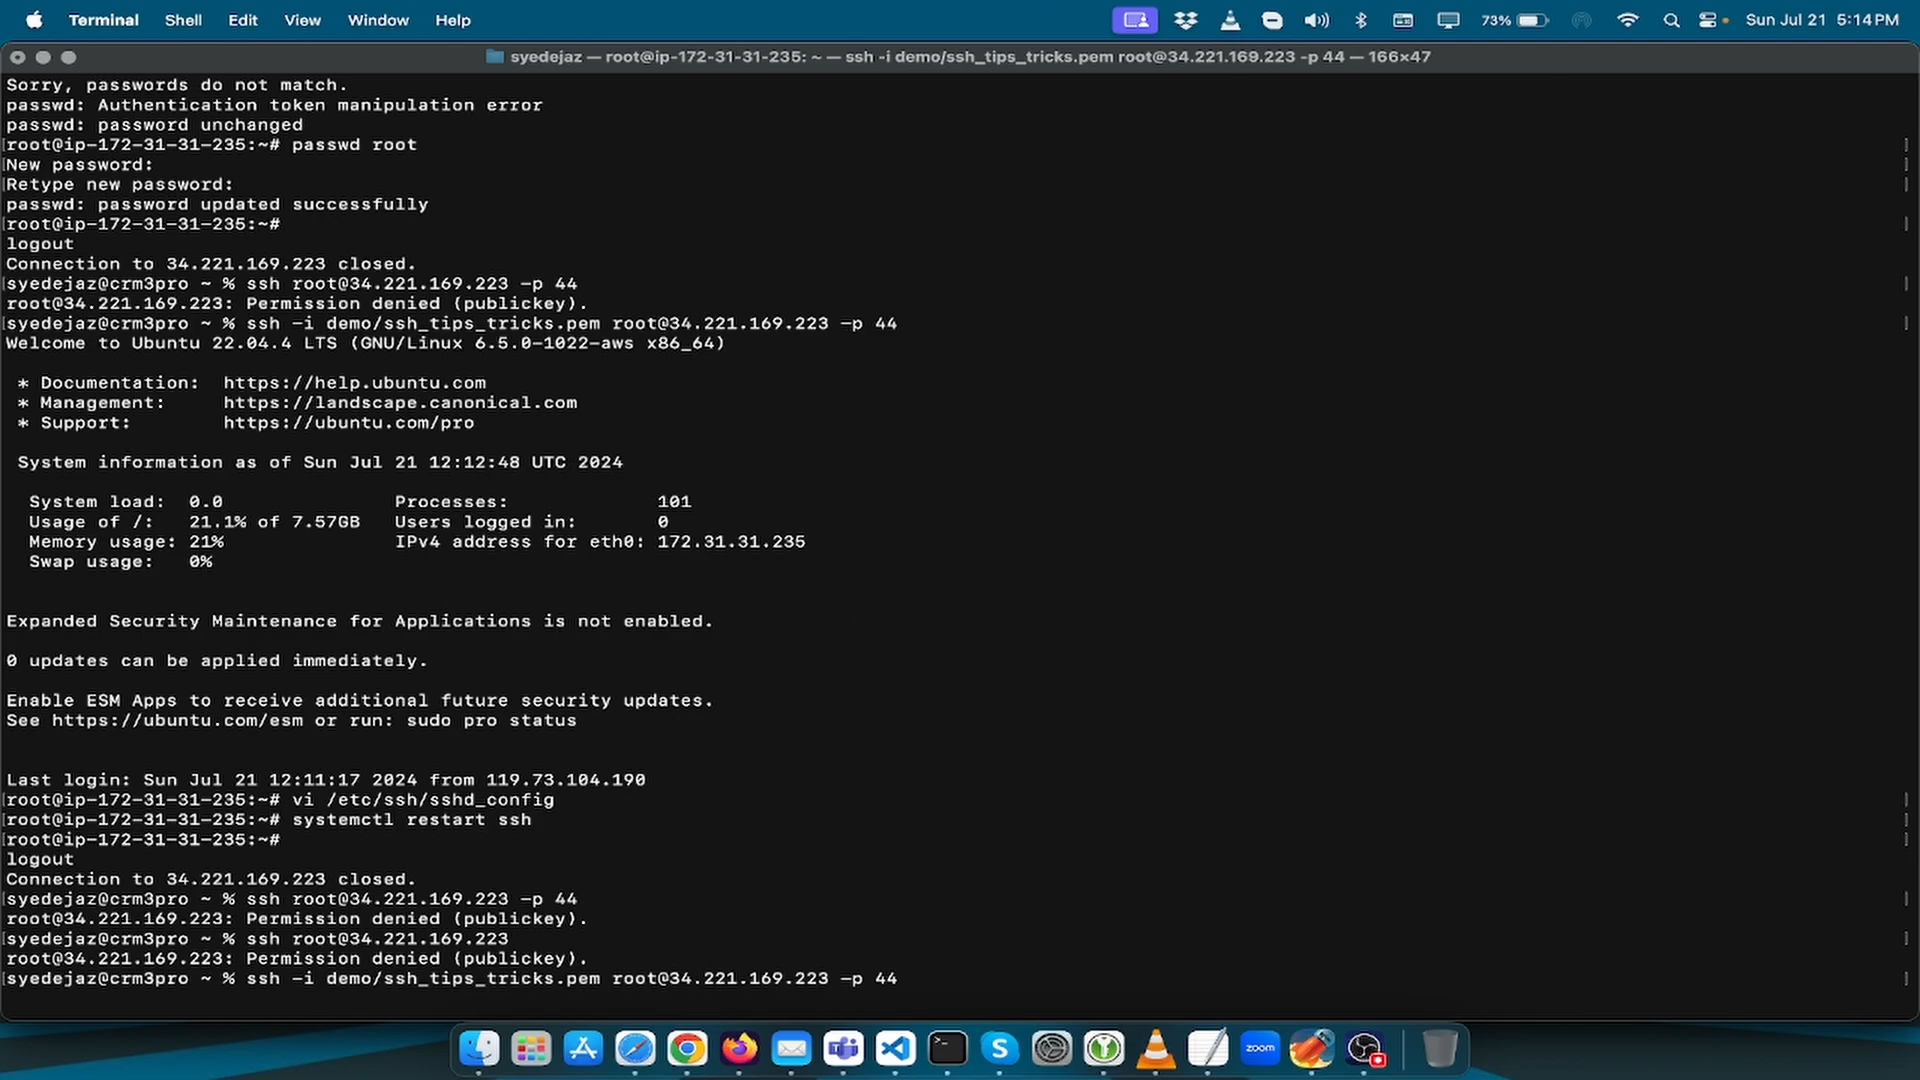 Terminal Shell Edit View Window Help 73% Sun Jul 21 5:14 PM
syedejaz — root@ip-172-31-31-235: ~ — ssh -i demo/ssh_tips_tricks.pem root@34.221.169.223 -p 44 — 166×47
Sorry, passwords do not match.
passwd: Authentication token manipulation error
passwd: password unchanged
[root@ip-172-31-31-235:~# passwd root
[New password:
[Retype new password:
passwd: password updated successfully
[root@ip-172-31-31-235:~#
logout
Connection to 34.221.169.223 closed.
[syedejaz@crm3pro ~ % ssh root@34.221.169.223 -p 44
root@34.221.169.223: Permission denied (publickey).
[syedejaz@crm3pro ~ % ssh -i demo/ssh_tips_tricks.pem root@34.221.169.223 -p 44
Welcome to Ubuntu 22.04.4 LTS (GNU/Linux 6.5.0-1022-aws x86_64)
* Documentation: https://help.ubuntu.com
* Management: https://landscape.canonical.com
* Support: https://ubuntu.com/pro
System information as of Sun Jul 21 12:12:48 UTC 2024
System load: 0.0 Processes: 101
Usage of /: 21.1% of 7.57GB Users logged in: 0
Memory usage: 21% IPv4 address for eth0: 172.31.31.235
Swap usage: 0%
Expanded Security Maintenance for Applications is not enabled.
0 updates can be applied immediately.
Enable ESM Apps to receive additional future security updates.
See https://ubuntu.com/esm or run: sudo pro status
Last login: Sun Jul 21 12:11:17 2024 from 119.73.104.190
[root@ip-172-31-31-235:~# vi /etc/ssh/sshd_config
[root@ip-172-31-31-235:~# systemctl restart ssh
[root@ip-172-31-31-235:~#
logout
Connection to 34.221.169.223 closed.
[syedejaz@crm3pro ~ % ssh root@34.221.169.223 -p 44
root@34.221.169.223: Permission denied (publickey).
[syedejaz@crm3pro ~ % ssh root@34.221.169.223
root@34.221.169.223: Permission denied (publickey).
[syedejaz@crm3pro ~ % ssh -i demo/ssh_tips_tricks.pem root@34.221.169.223 -p 44
zoom